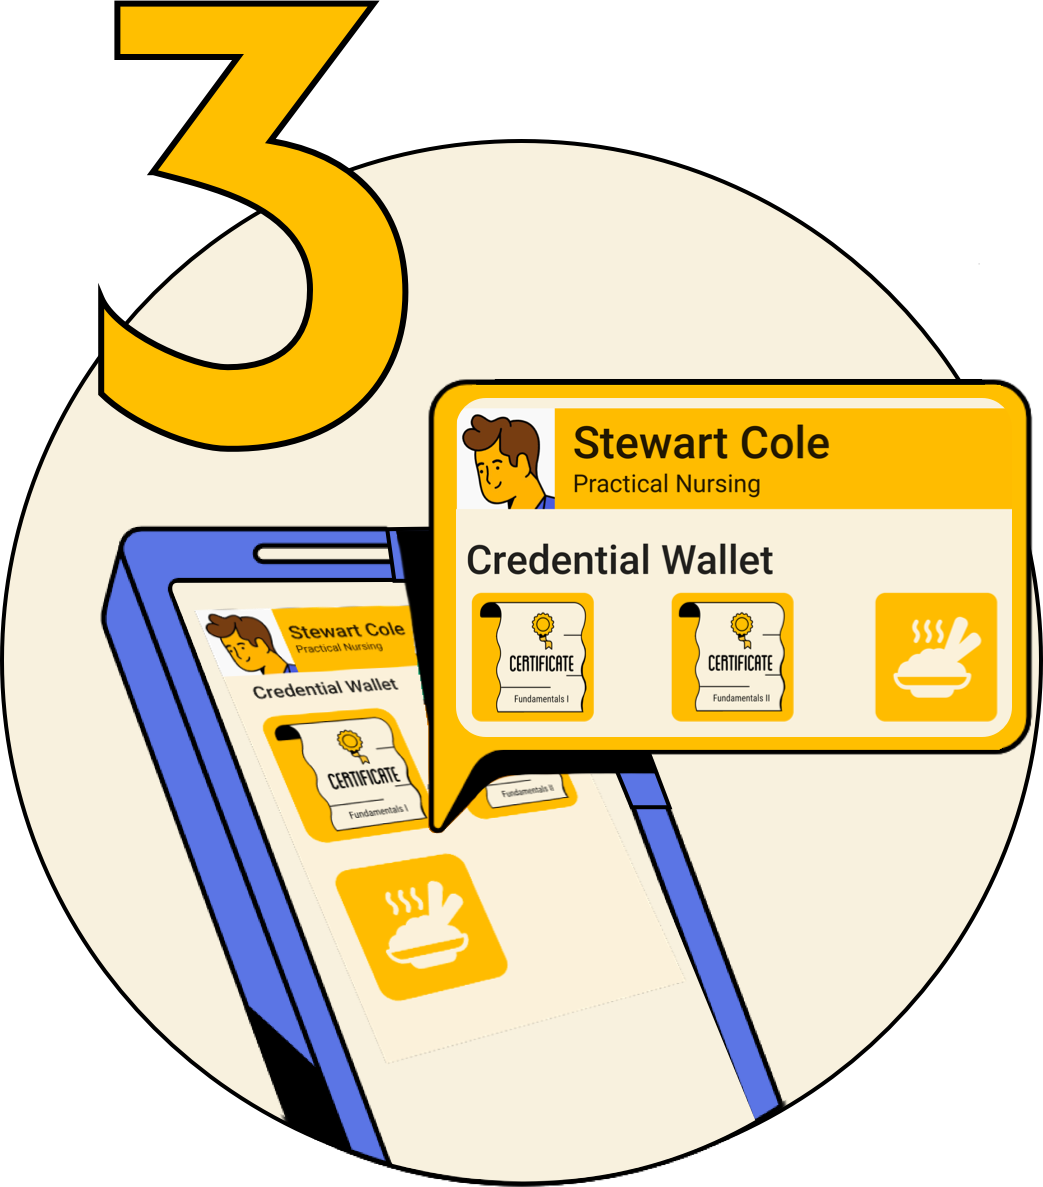 3
Stewart Cole
Practical Nursing
Credential Wallet
CERTIFICATE
Fundamentals I
CERTIFICATE
Fundamentals II
Stewart Cole
Practical Nursing
Credential Wallet
CERTIFICATE
Fundamentals I
Fundamentals II